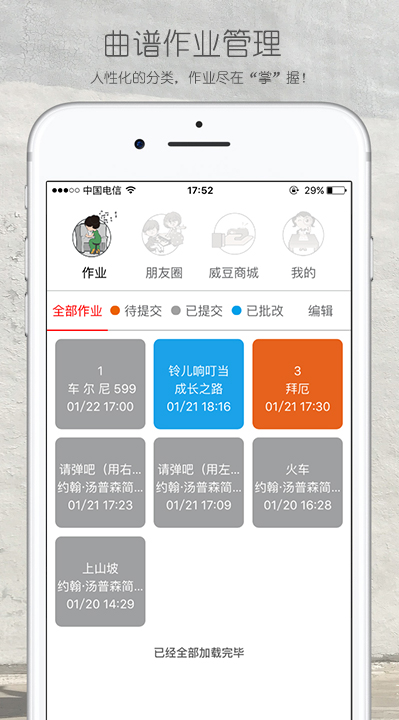 曲谱作业管理
人性化的分类，作业尽在“掌”握！
中国电信 17:52 29%
作业 朋友圈 威豆商城 我的
全部作业 待提交 已提交 已批改 编辑
1
车 尔 尼 599
01/22 17:00
铃儿响叮当
成长之路
01/21 18:16
3
拜厄
01/21 17:30
请弹吧（用右...
约翰·汤普森简...
01/21 17:23
请弹吧（用左...
约翰·汤普森简...
01/21 17:09
火车
约翰·汤普森简...
01/20 16:28
上山坡
约翰·汤普森简...
01/20 14:29
已经全部加载完毕